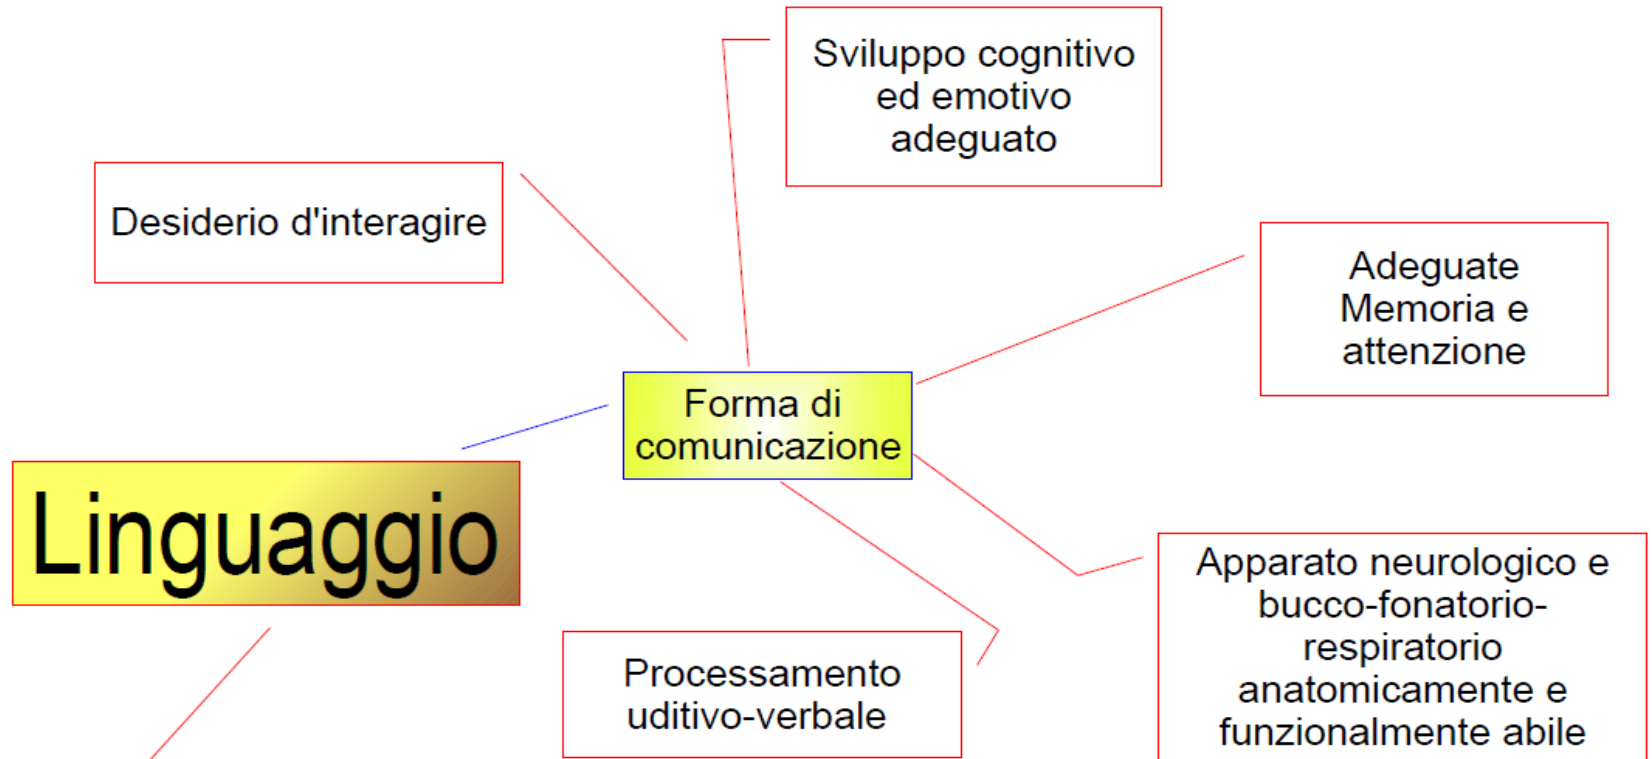 Sviluppo cognitivo
ed emotivo
adeguato
Desiderio d'interagire
Adeguate
Memoria e
attenzione
Forma di
comunicazione
Linguaggio
Apparato neurologico e
bucco-fonatorio-
respiratorio
anatomicamente e
funzionalmente abile
Processamento
uditivo-verbale